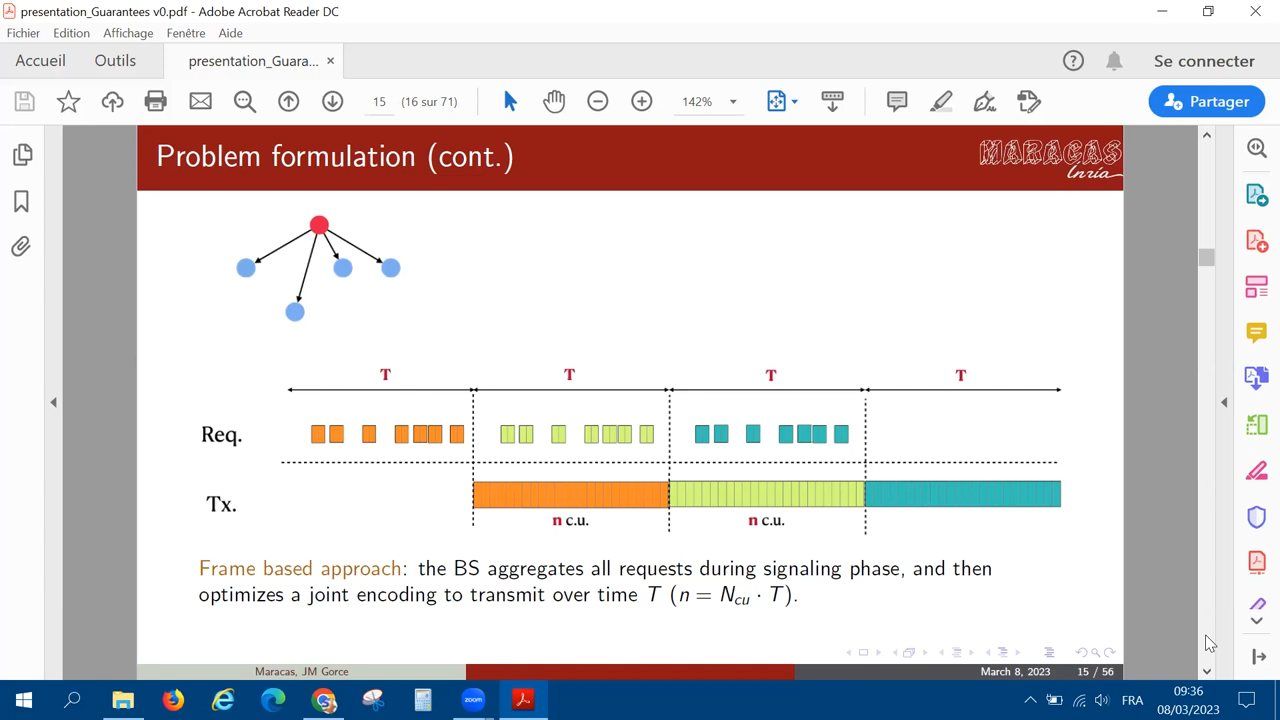 presentation_Guarantees v0.pdf - Adobe Acrobat Reader DC
Fichier Edition Affichage Fenêtre Aide
Accueil Outils presentation_Guara... × Se connecter
15 (16 sur 71) 142% Partager
Problem formulation (cont.)
MARACAS
Inria
T T T T
Req.
Tx.
n c.u. n c.u.
Frame based approach: the BS aggregates all requests during signaling phase, and then
optimizes a joint encoding to transmit over time T (n = Ncu · T).
Maracas, JM Gorce March 8, 2023 15 / 56
zoom FRA 09:36
08/03/2023